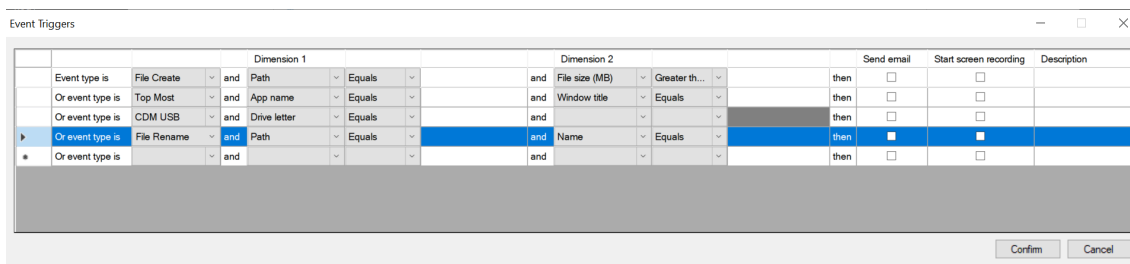 Event Triggers
Dimension 1 Dimension 2 Send email Start screen recording Description
Event type is File Create and Path Equals and File size (MB) Greater th... then
Or event type is Top Most and App name Equals and Window title Equals then
Or event type is CDM USB and Drive letter Equals and then
Or event type is File Rename and Path Equals and Name Equals then
Or event type is and and then
Confirm Cancel